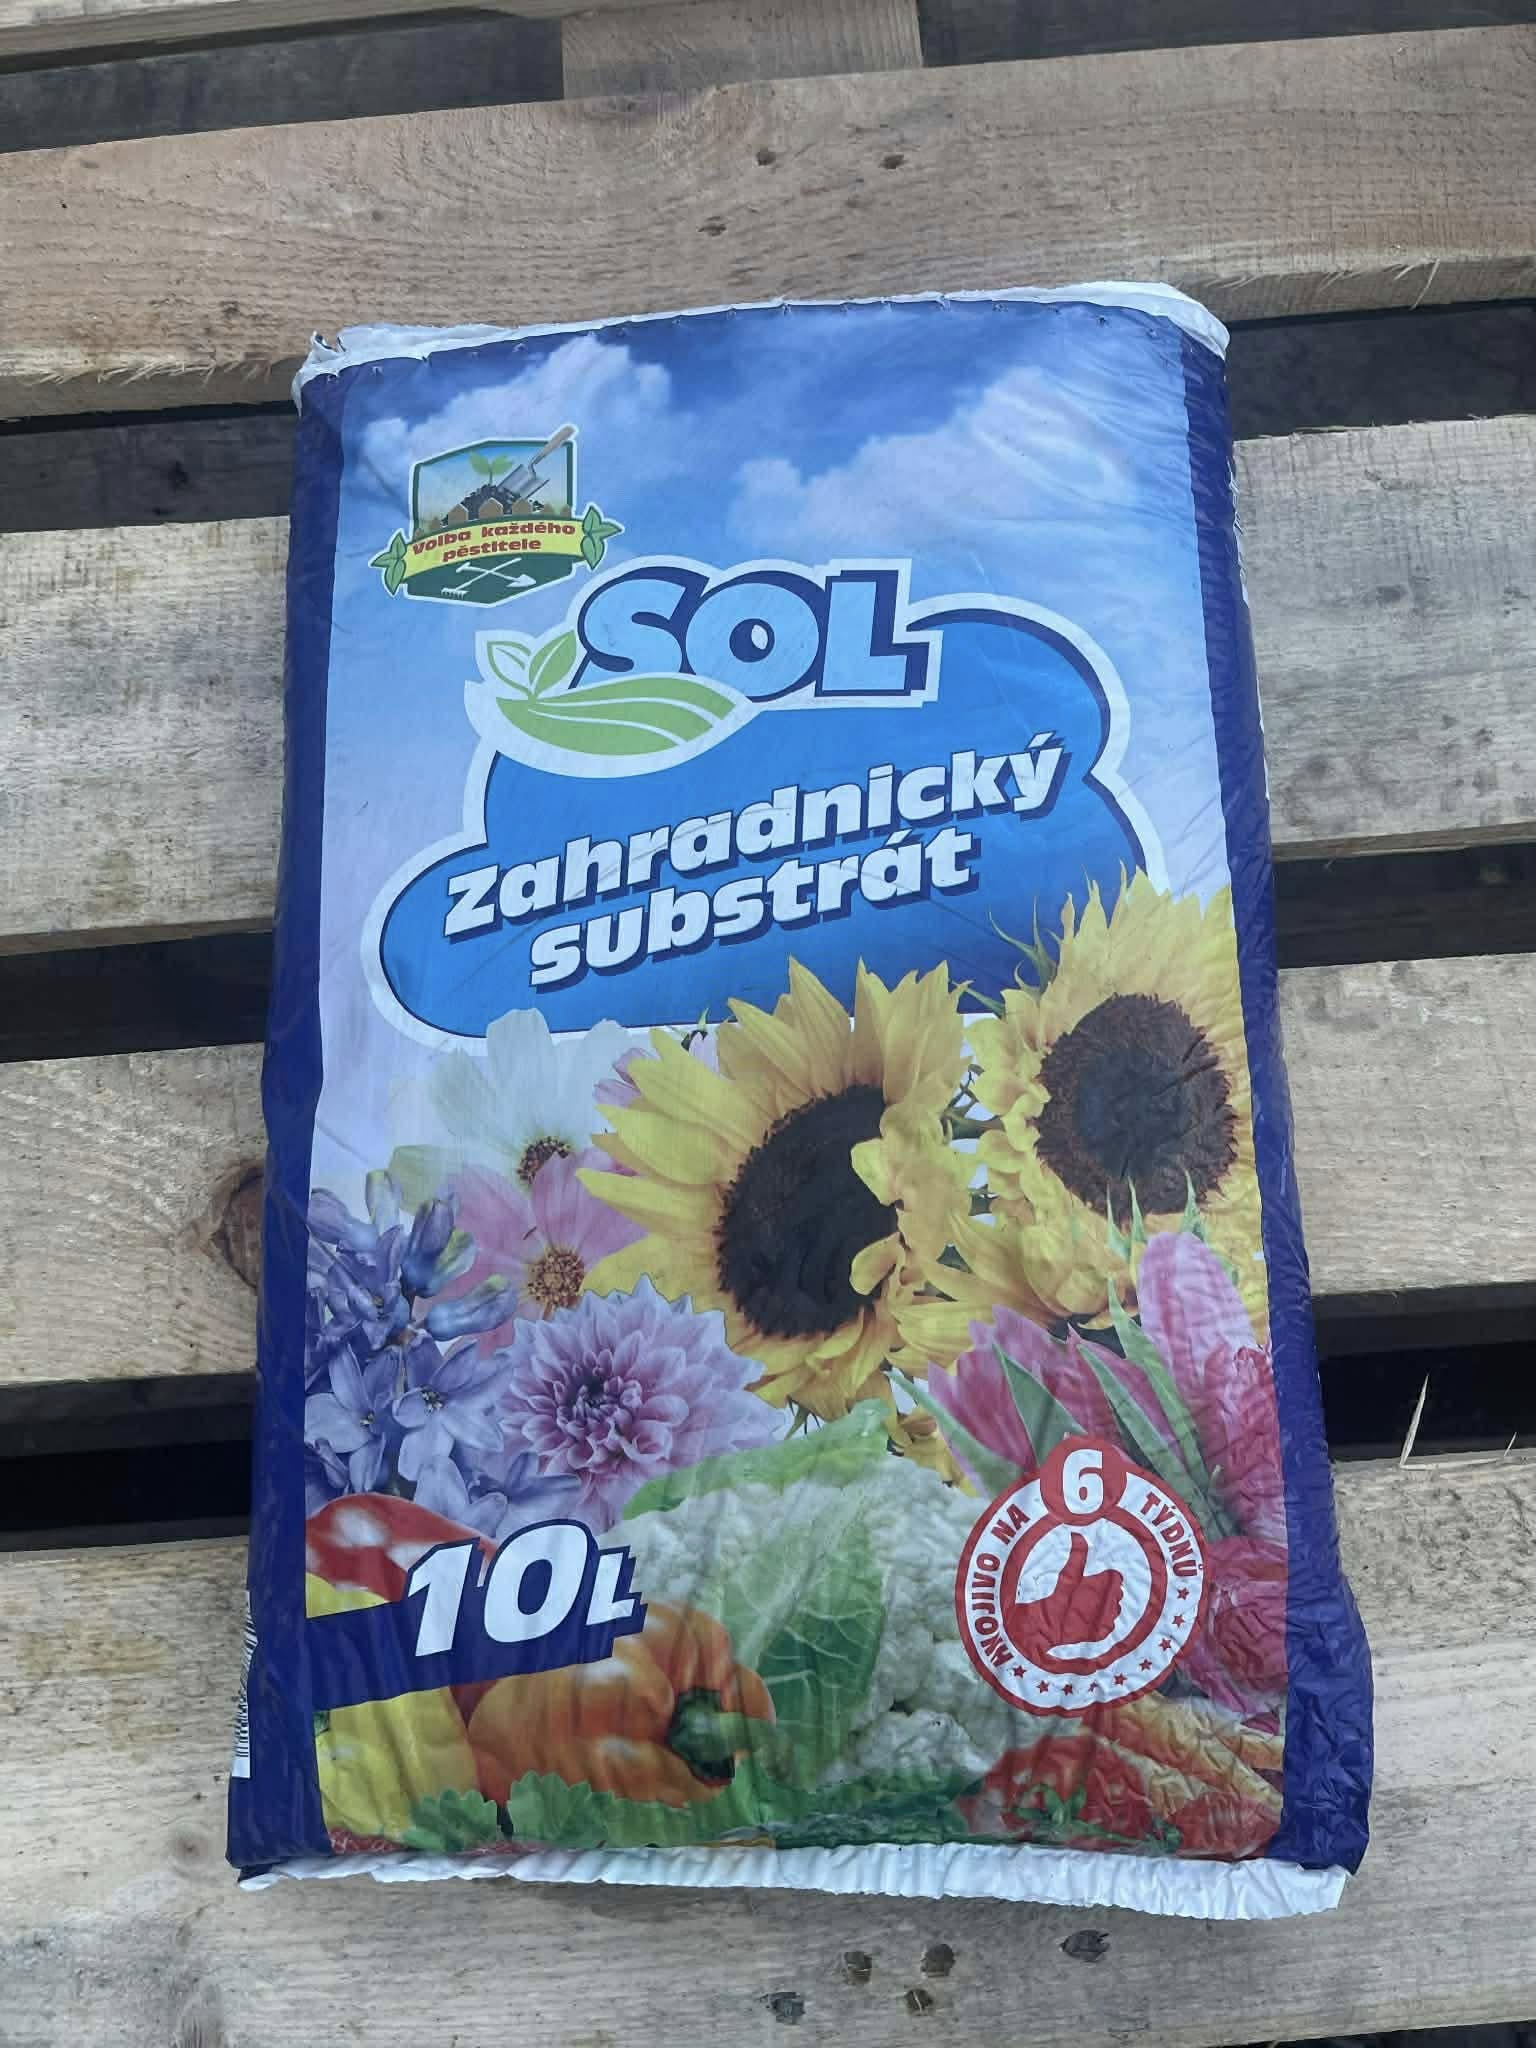 Volba každého
pěstitele
SOL
Zahradnický
substrát
10L
HNOJIVO NA 6 TÝDNŮ